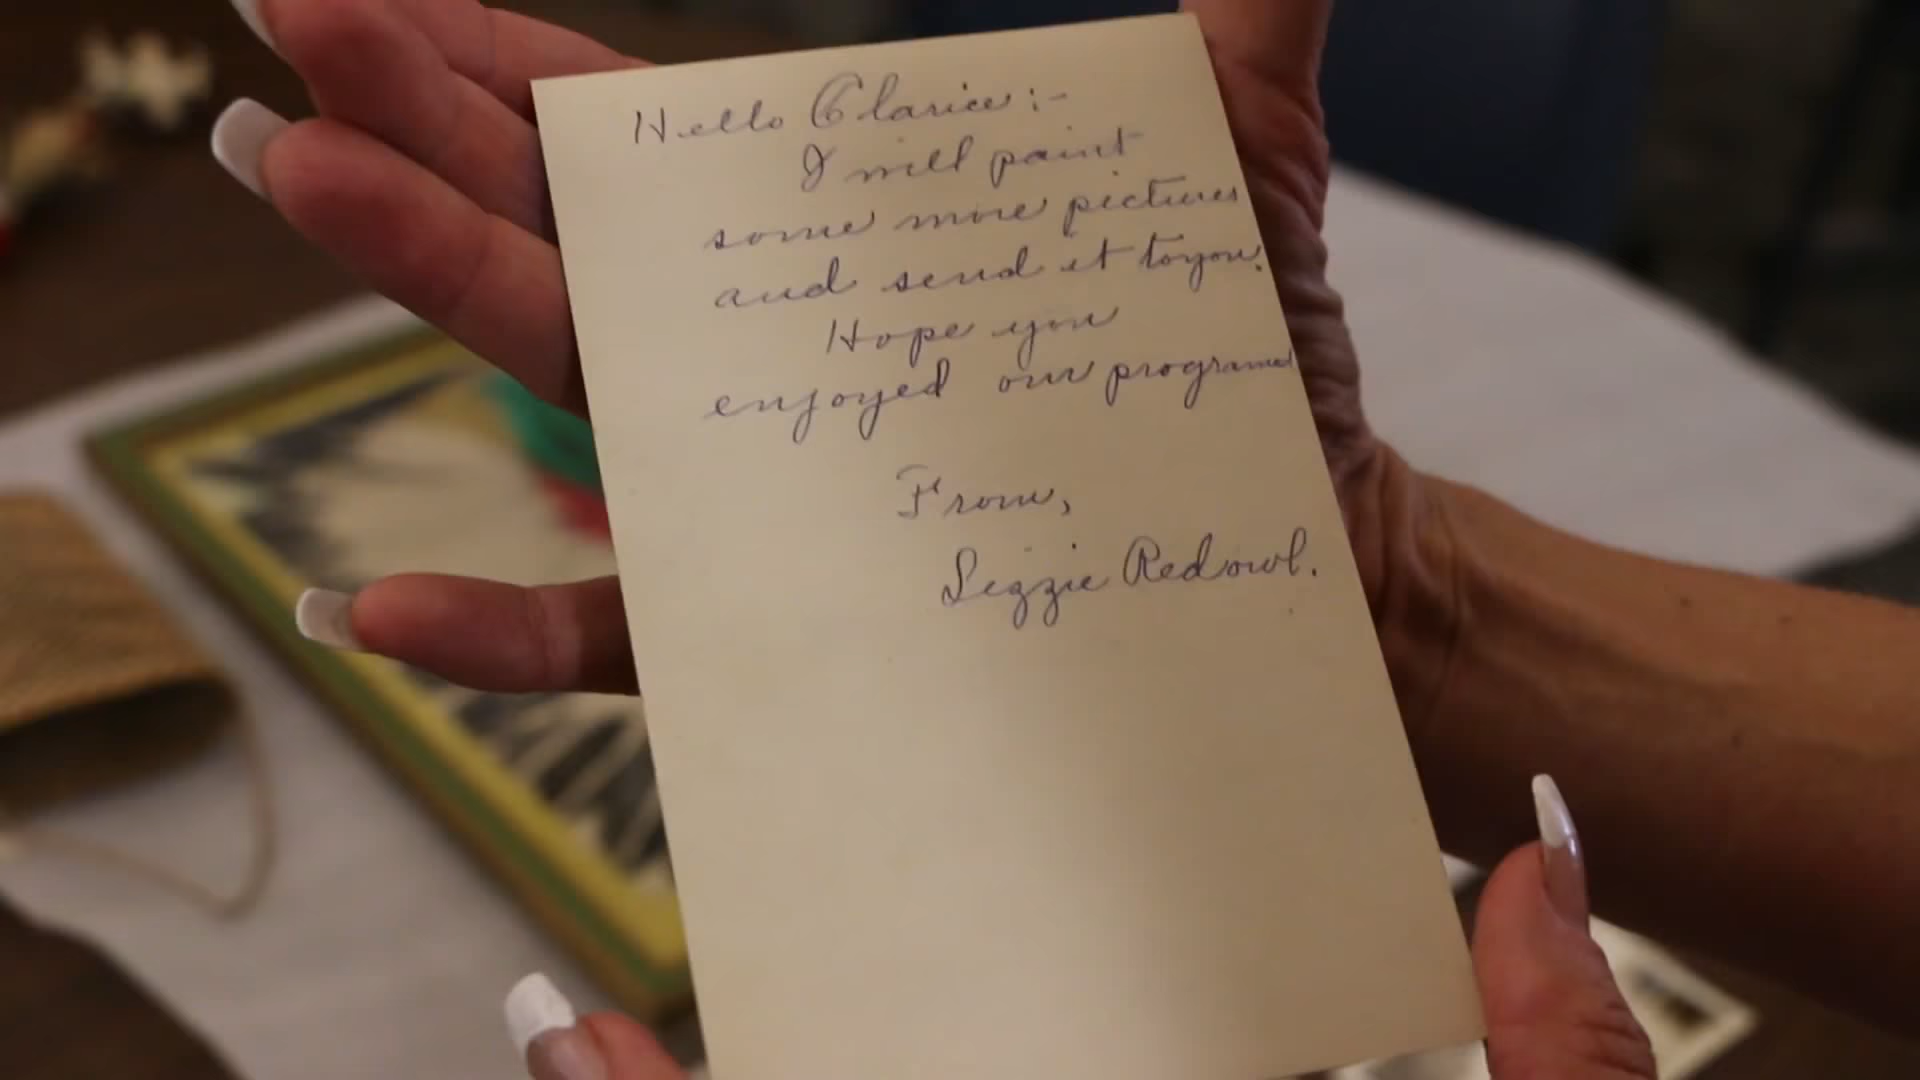 Hello Clarice:-
I will paint
some more pictures
and send it to you.
Hope you
enjoyed our programed
From,
Lizzie Redowl.